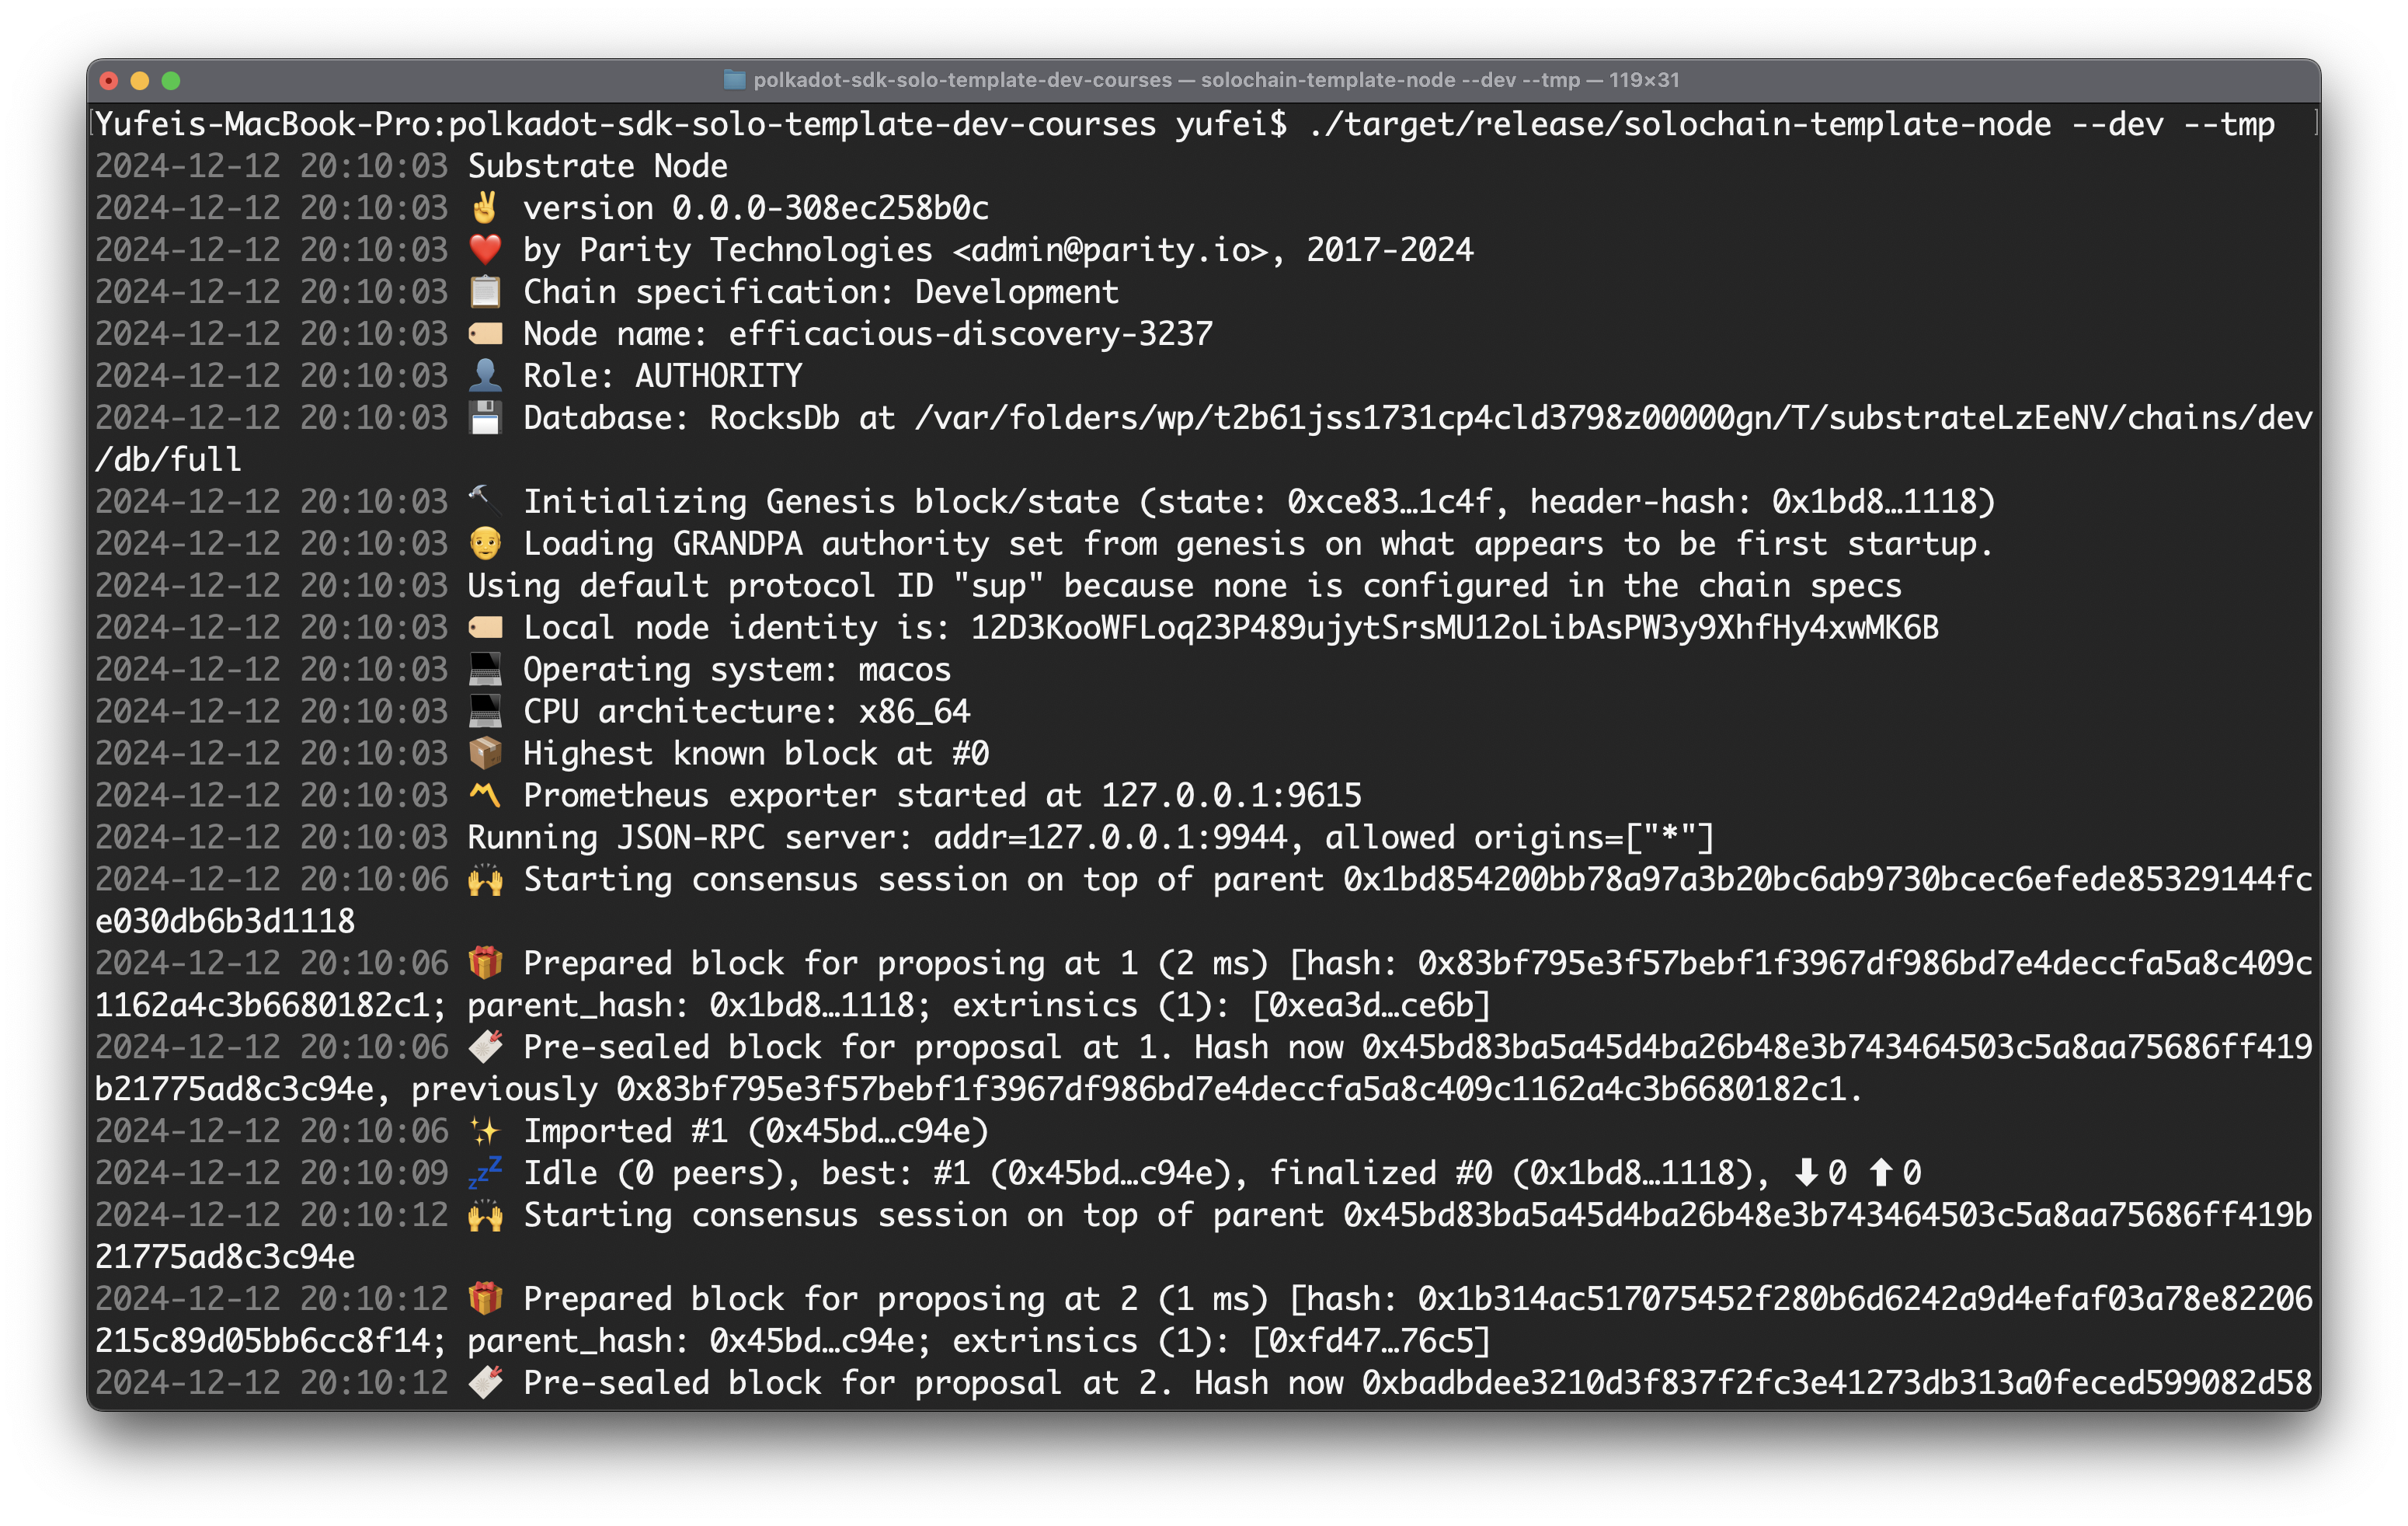 polkadot-sdk-solo-template-dev-courses — solochain-template-node --dev --tmp — 119×31
Yufeis-MacBook-Pro:polkadot-sdk-solo-template-dev-courses yufei$ ./target/release/solochain-template-node --dev --tmp
2024-12-12 20:10:03 Substrate Node
2024-12-12 20:10:03 ✌️ version 0.0.0-308ec258b0c
2024-12-12 20:10:03 ❤️ by Parity Technologies <admin@parity.io>, 2017-2024
2024-12-12 20:10:03 📋 Chain specification: Development
2024-12-12 20:10:03 🏷 Node name: efficacious-discovery-3237
2024-12-12 20:10:03 👤 Role: AUTHORITY
2024-12-12 20:10:03 💾 Database: RocksDb at /var/folders/wp/t2b61jss1731cp4cld3798z00000gn/T/substrateLzEeNV/chains/dev
/db/full
2024-12-12 20:10:03 🔨 Initializing Genesis block/state (state: 0xce83…1c4f, header-hash: 0x1bd8…1118)
2024-12-12 20:10:03 👴 Loading GRANDPA authority set from genesis on what appears to be first startup.
2024-12-12 20:10:03 Using default protocol ID "sup" because none is configured in the chain specs
2024-12-12 20:10:03 🏷 Local node identity is: 12D3KooWFLoq23P489ujytSrsMU12oLibAsPW3y9XhfHy4xwMK6B
2024-12-12 20:10:03 💻 Operating system: macos
2024-12-12 20:10:03 💻 CPU architecture: x86_64
2024-12-12 20:10:03 📦 Highest known block at #0
2024-12-12 20:10:03 〽️ Prometheus exporter started at 127.0.0.1:9615
2024-12-12 20:10:03 Running JSON-RPC server: addr=127.0.0.1:9944, allowed origins=["*"]
2024-12-12 20:10:06 🙌 Starting consensus session on top of parent 0x1bd854200bb78a97a3b20bc6ab9730bcec6efede85329144fc
e030db6b3d1118
2024-12-12 20:10:06 🎁 Prepared block for proposing at 1 (2 ms) [hash: 0x83bf795e3f57bebf1f3967df986bd7e4deccfa5a8c409c
1162a4c3b6680182c1; parent_hash: 0x1bd8…1118; extrinsics (1): [0xea3d…ce6b]
2024-12-12 20:10:06 🔖 Pre-sealed block for proposal at 1. Hash now 0x45bd83ba5a45d4ba26b48e3b743464503c5a8aa75686ff419
b21775ad8c3c94e, previously 0x83bf795e3f57bebf1f3967df986bd7e4deccfa5a8c409c1162a4c3b6680182c1.
2024-12-12 20:10:06 ✨ Imported #1 (0x45bd…c94e)
2024-12-12 20:10:09 💤 Idle (0 peers), best: #1 (0x45bd…c94e), finalized #0 (0x1bd8…1118), ⬇ 0 ⬆ 0
2024-12-12 20:10:12 🙌 Starting consensus session on top of parent 0x45bd83ba5a45d4ba26b48e3b743464503c5a8aa75686ff419b
21775ad8c3c94e
2024-12-12 20:10:12 🎁 Prepared block for proposing at 2 (1 ms) [hash: 0x1b314ac517075452f280b6d6242a9d4efaf03a78e82206
215c89d05bb6cc8f14; parent_hash: 0x45bd…c94e; extrinsics (1): [0xfd47…76c5]
2024-12-12 20:10:12 🔖 Pre-sealed block for proposal at 2. Hash now 0xbadbdee3210d3f837f2fc3e41273db313a0feced599082d58